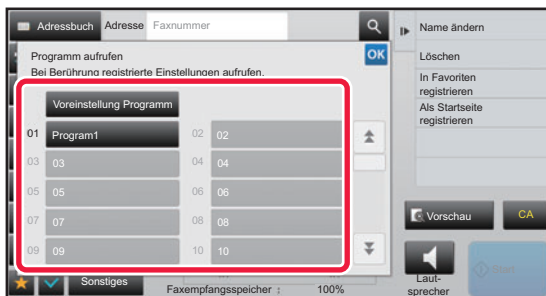 Adressbuch Adresse Faxnummer
Programm aufrufen OK
Bei Berührung registrierte Einstellungen aufrufen.
Voreinstellung Programm
01 Program1 02 02
03 03 04 04
05 05 06 06
07 07 08 08
09 09 10 10
Sonstiges
Faxempfangsspeicher : 100%
Name ändern
Löschen
In Favoriten
registrieren
Als Startseite
registrieren
Vorschau CA
Laut-
sprecher
Start